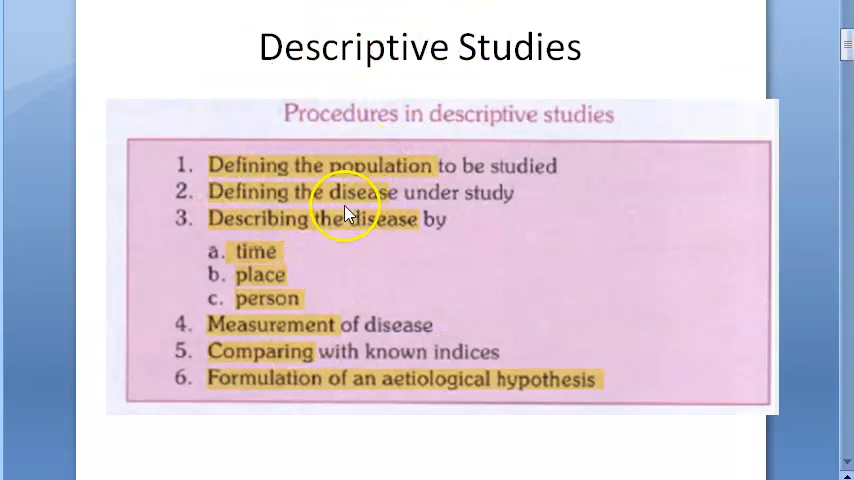 Descriptive Studies
Procedures in descriptive studies
1. Defining the population to be studied
2. Defining the disease under study
3. Describing the disease by
a. time
b. place
c. person
4. Measurement of disease
5. Comparing with known indices
6. Formulation of an aetiological hypothesis